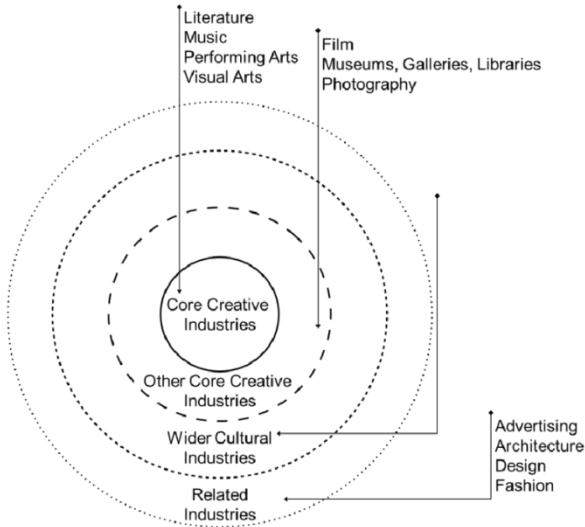 Literature
Music
Performing Arts
Visual Arts
Film
Museums, Galleries, Libraries
Photography
Core Creative
Industries
Other Core Creative
Industries
Wider Cultural
Industries
Related
Industries
Advertising
Architecture
Design
Fashion